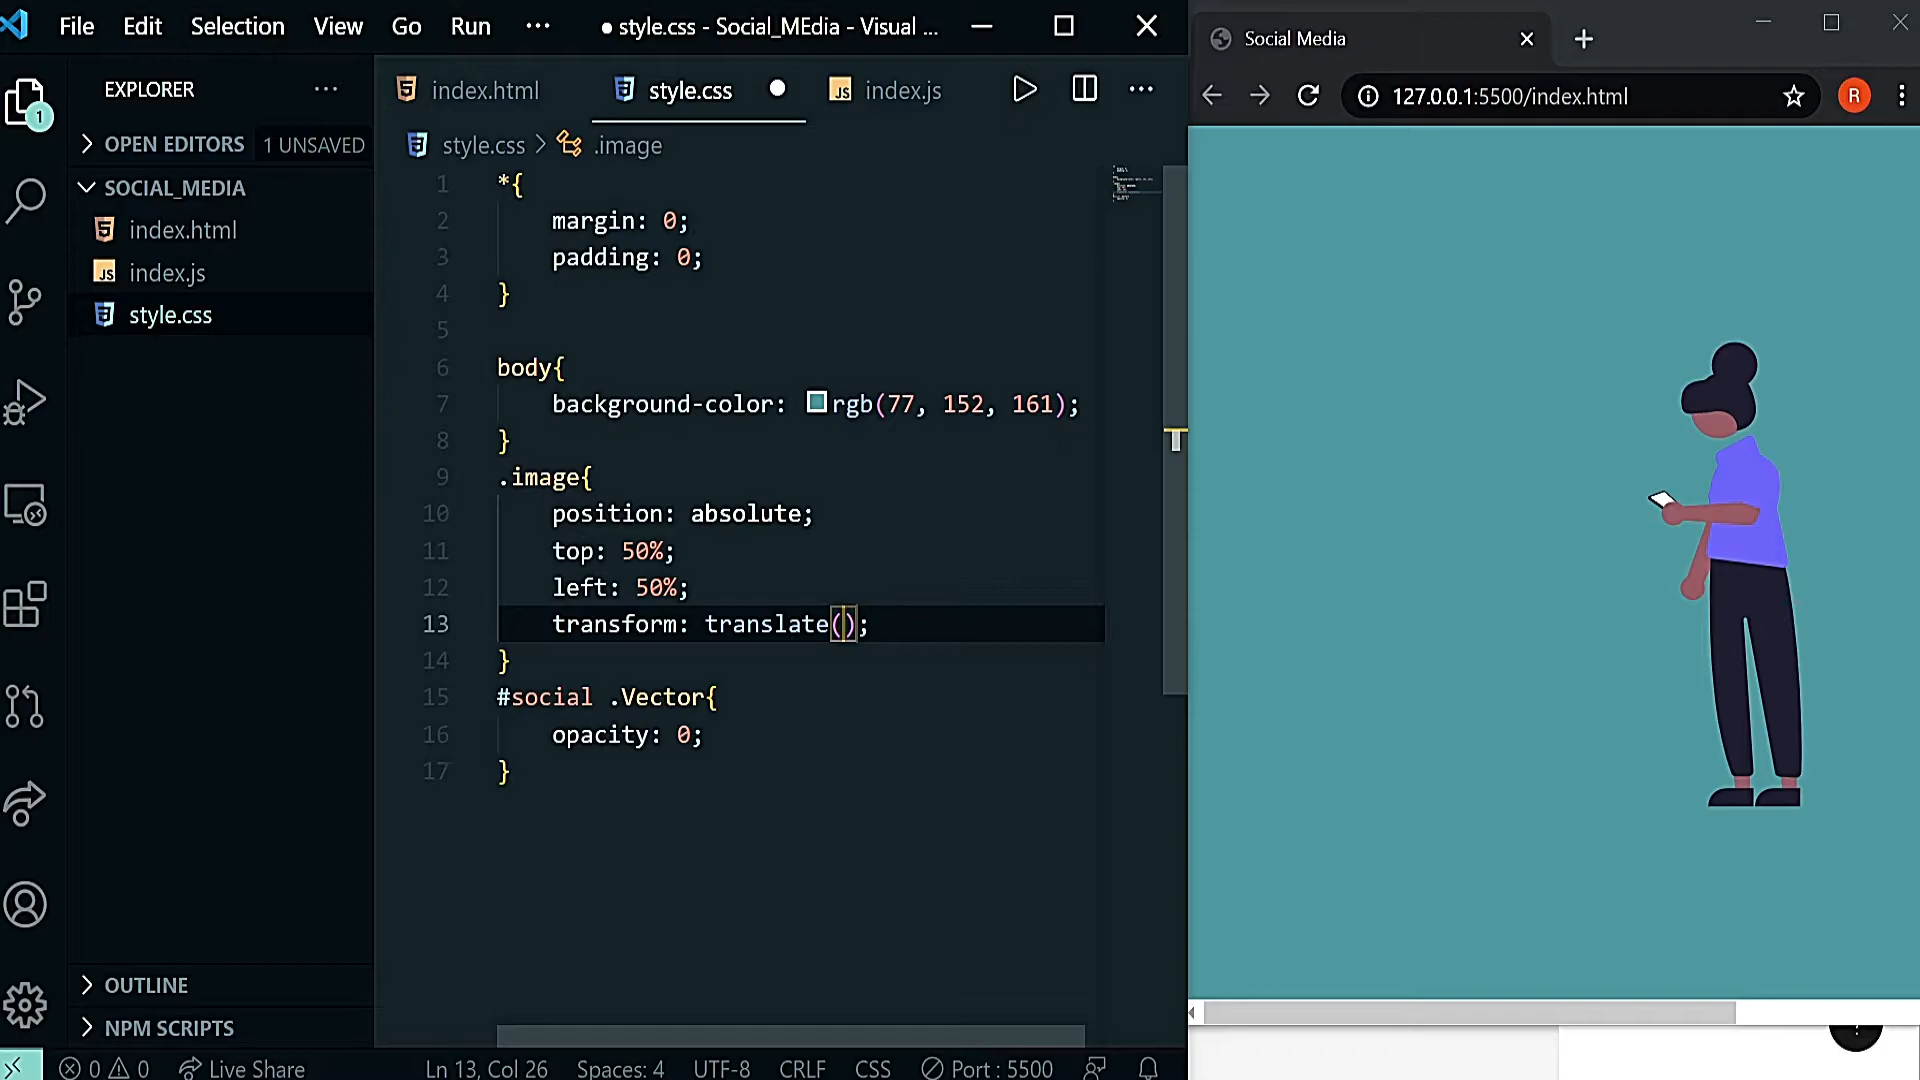 File Edit Selection View Go Run ··· ● style.css - Social_MEdia - Visual ...
EXPLORER ···
OPEN EDITORS 1 UNSAVED
SOCIAL_MEDIA
index.html
index.js
style.css
OUTLINE
NPM SCRIPTS
1
index.html style.css ● JS index.js
style.css > .image
1 *{
2 margin: 0;
3 padding: 0;
4 }
5
6 body{
7 background-color: rgb(77, 152, 161);
8 }
9 .image{
10 position: absolute;
11 top: 50%;
12 left: 50%;
13 transform: translate();
14 }
15 #social .Vector{
16 opacity: 0;
17 }
0 0 Live Share Ln 13, Col 26 Spaces: 4 UTF-8 CRLF CSS Port : 5500
Social Media
127.0.0.1:5500/index.html R